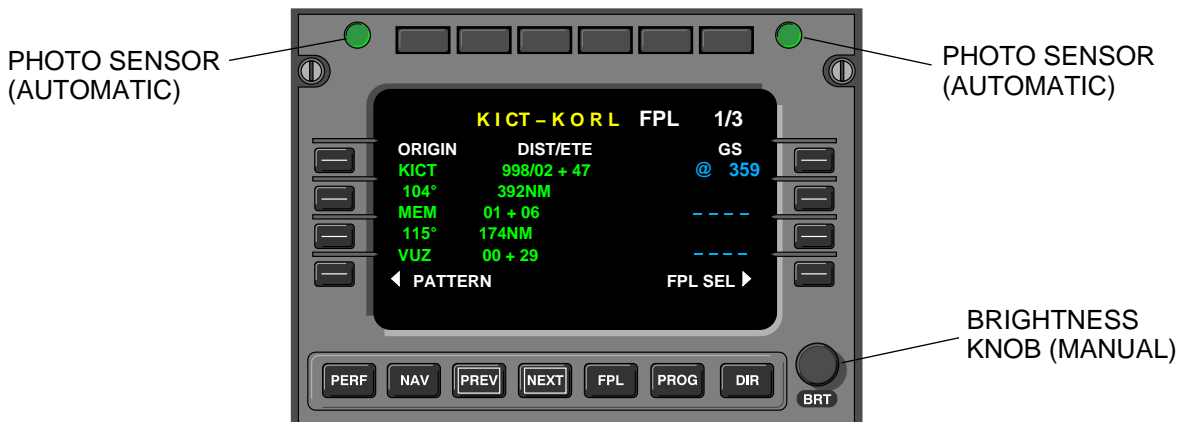 PHOTO SENSOR
(AUTOMATIC)
PHOTO SENSOR
(AUTOMATIC)
KICT – KORL FPL 1/3
ORIGIN DIST/ETE GS
KICT 998/02 + 47 @ 359
104° 392NM
MEM 01 + 06 – – – –
115° 174NM
VUZ 00 + 29 – – – –
PATTERN FPL SEL
BRIGHTNESS
KNOB (MANUAL)
PERF NAV PREV NEXT FPL PROG DIR
BRT